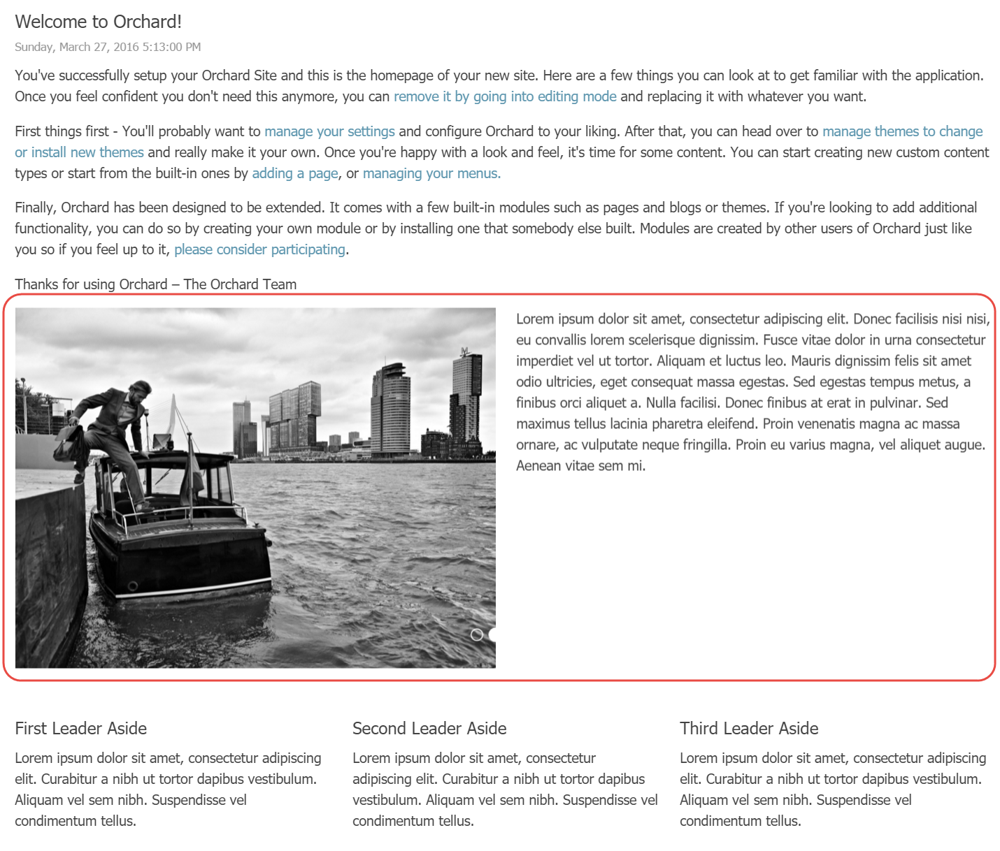 Welcome to Orchard!
Sunday, March 27, 2016 5:13:00 PM
You've successfully setup your Orchard Site and this is the homepage of your new site. Here are a few things you can look at to get familiar with the application.
Once you feel confident you don't need this anymore, you can remove it by going into editing mode and replacing it with whatever you want.
First things first - You'll probably want to manage your settings and configure Orchard to your liking. After that, you can head over to manage themes to change
or install new themes and really make it your own. Once you're happy with a look and feel, it's time for some content. You can start creating new custom content
types or start from the built-in ones by adding a page, or managing your menus.
Finally, Orchard has been designed to be extended. It comes with a few built-in modules such as pages and blogs or themes. If you're looking to add additional
functionality, you can do so by creating your own module or by installing one that somebody else built. Modules are created by other users of Orchard just like
you so if you feel up to it, please consider participating.
Thanks for using Orchard – The Orchard Team
Lorem ipsum dolor sit amet, consectetur adipiscing elit. Donec facilisis nisi nisi,
eu convallis lorem scelerisque dignissim. Fusce vitae dolor in urna consectetur
imperdiet vel ut tortor. Aliquam et luctus leo. Mauris dignissim felis sit amet
odio ultricies, eget consequat massa egestas. Sed egestas tempus metus, a
finibus orci aliquet a. Nulla facilisi. Donec finibus at erat in pulvinar. Sed
maximus tellus lacinia pharetra eleifend. Proin venenatis magna ac massa
ornare, ac vulputate neque fringilla. Proin eu varius magna, vel aliquet augue.
Aenean vitae sem mi.
First Leader Aside
Lorem ipsum dolor sit amet, consectetur adipiscing
elit. Curabitur a nibh ut tortor dapibus vestibulum.
Aliquam vel sem nibh. Suspendisse vel
condimentum tellus.
Second Leader Aside
Lorem ipsum dolor sit amet, consectetur
adipiscing elit. Curabitur a nibh ut tortor dapibus
vestibulum. Aliquam vel sem nibh. Suspendisse vel
condimentum tellus.
Third Leader Aside
Lorem ipsum dolor sit amet, consectetur adipiscing
elit. Curabitur a nibh ut tortor dapibus vestibulum.
Aliquam vel sem nibh. Suspendisse vel
condimentum tellus.